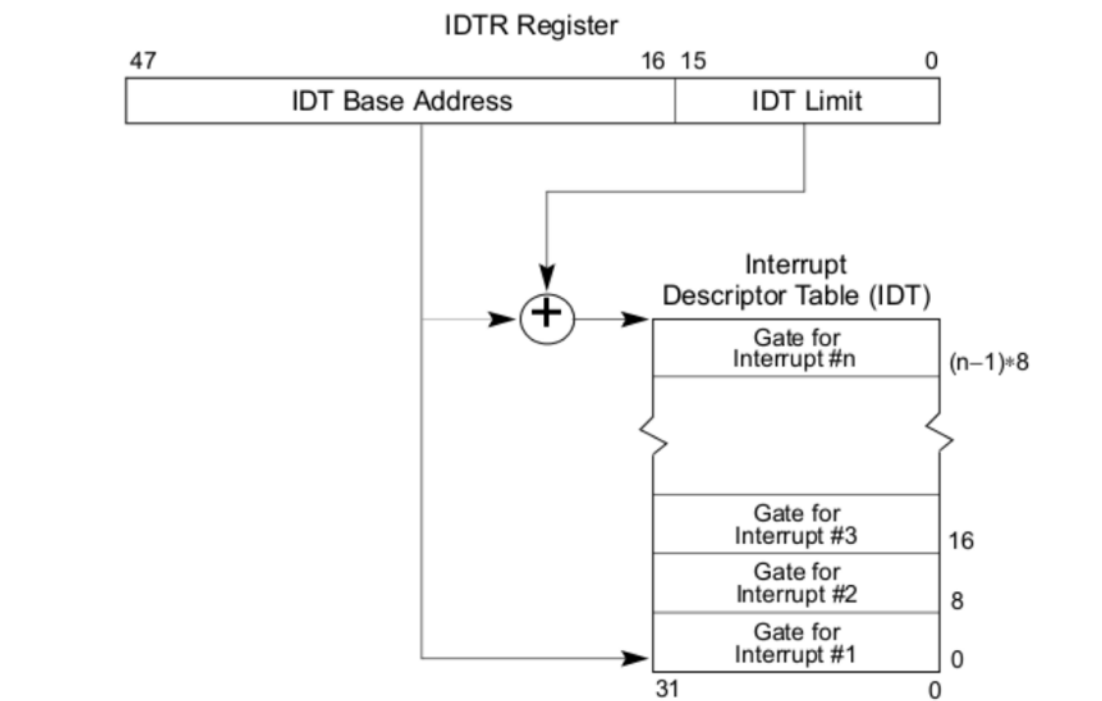 IDTR Register
47 16 15 0
IDT Base Address IDT Limit
+
Interrupt
Descriptor Table (IDT)
Gate for
Interrupt #n
(n−1)*8
Gate for
Interrupt #3
16
Gate for
Interrupt #2
8
Gate for
Interrupt #1
0
31 0